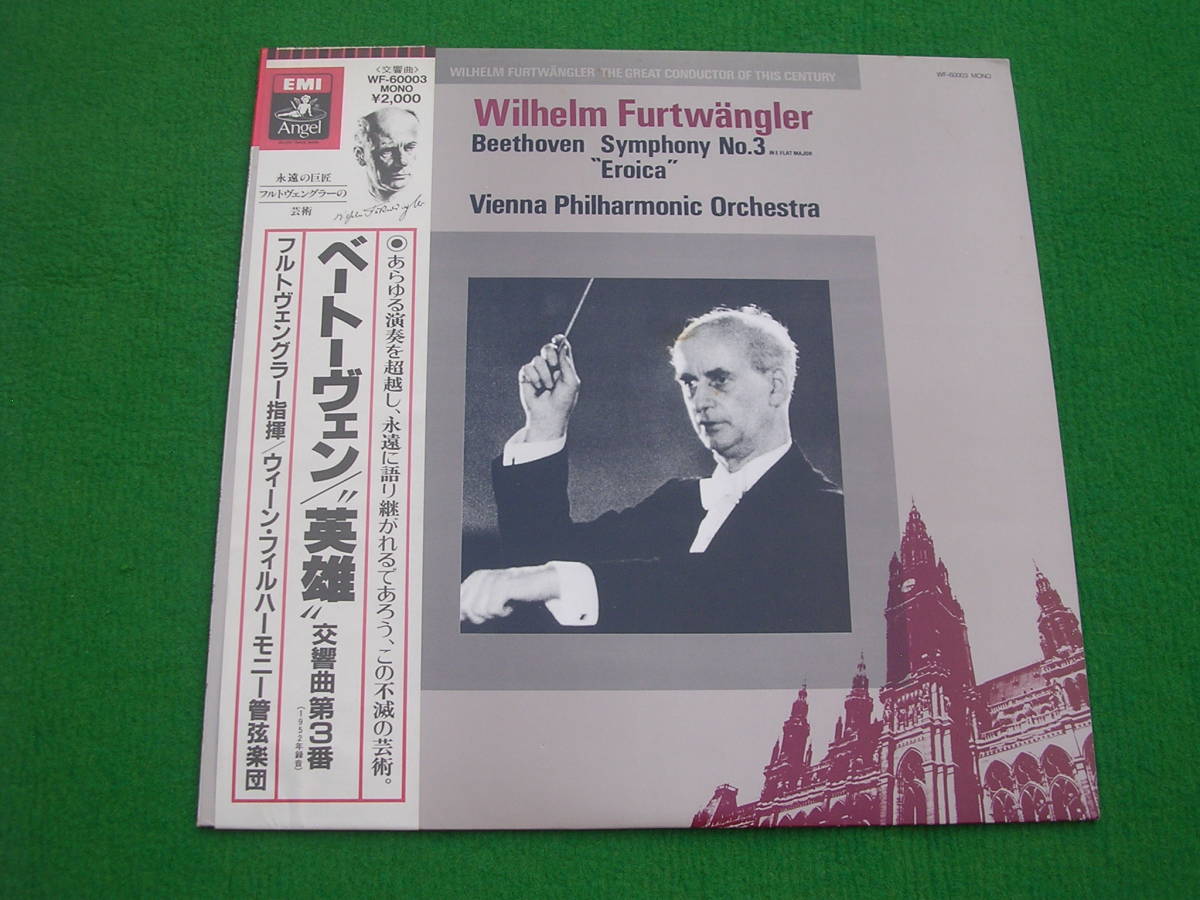 EMI
Angel
〈交響曲〉
WF-60003
MONO
¥2,000
永遠の巨匠
フルトヴェングラーの
芸術
◉あらゆる演奏を超越し、永遠に語り継がれるであろう、この不滅の芸術。
ベートーヴェン/〝英雄〟交響曲第3番
(1952年録音)
フルトヴェングラー指揮/ウィーン・フィルハーモニー管弦楽団
WILHELM FURTWÄNGLER THE GREAT CONDUCTOR OF THIS CENTURY
WF-60003 MONO
Wilhelm Furtwängler
Beethoven Symphony No.3 IN E FLAT MAJOR
"Eroica"
Vienna Philharmonic Orchestra